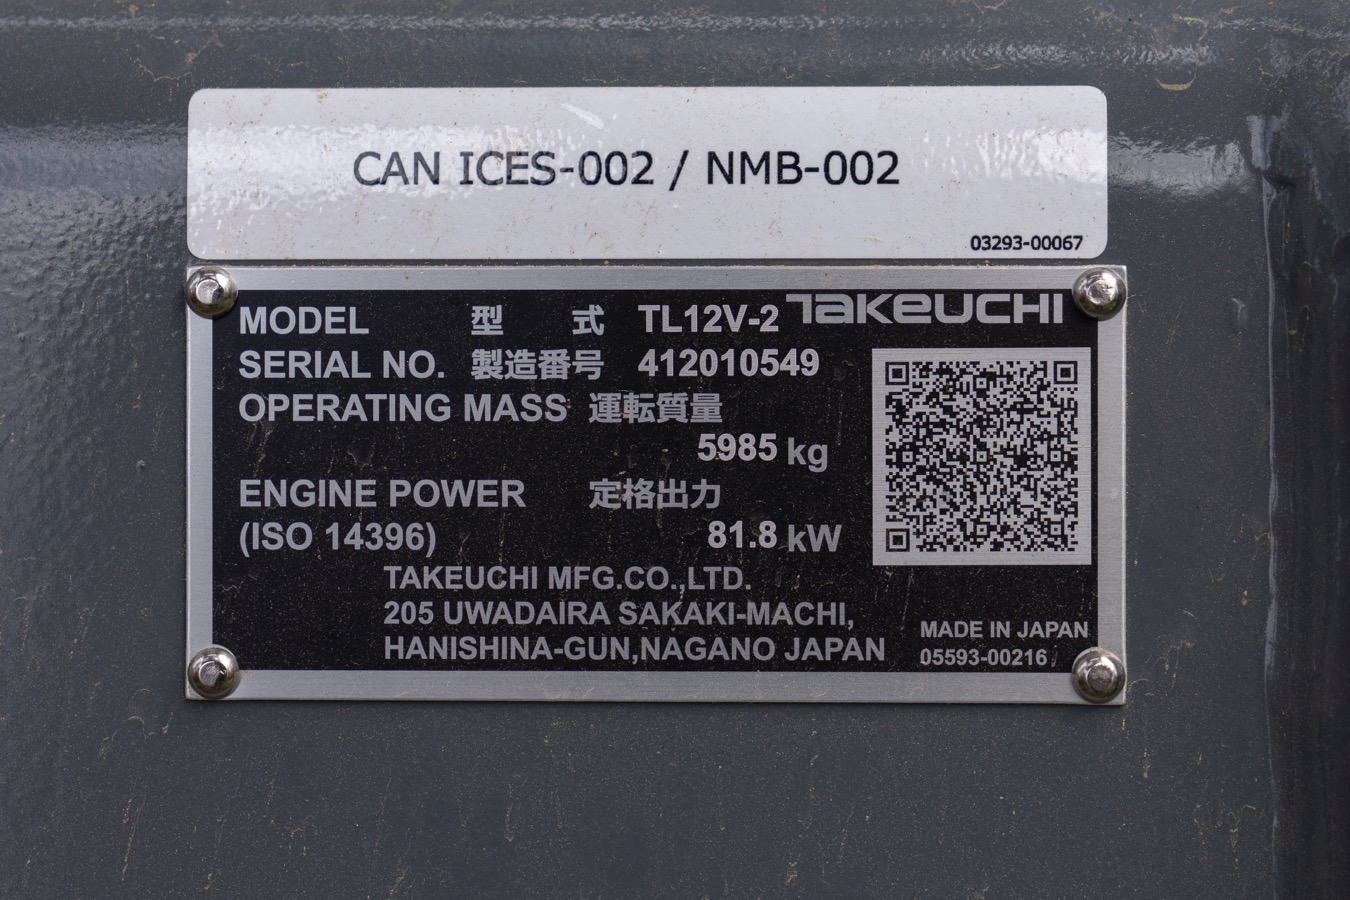 CAN ICES-002 / NMB-002
03293-00067
MODEL 型 式 TL12V-2 TAKEUCHI
SERIAL NO. 製造番号 412010549
OPERATING MASS 運転質量
5985 kg
ENGINE POWER 定格出力
(ISO 14396) 81.8 kW
TAKEUCHI MFG.CO.,LTD.
205 UWADAIRA SAKAKI-MACHI,
HANISHINA-GUN,NAGANO JAPAN
MADE IN JAPAN
05593-00216